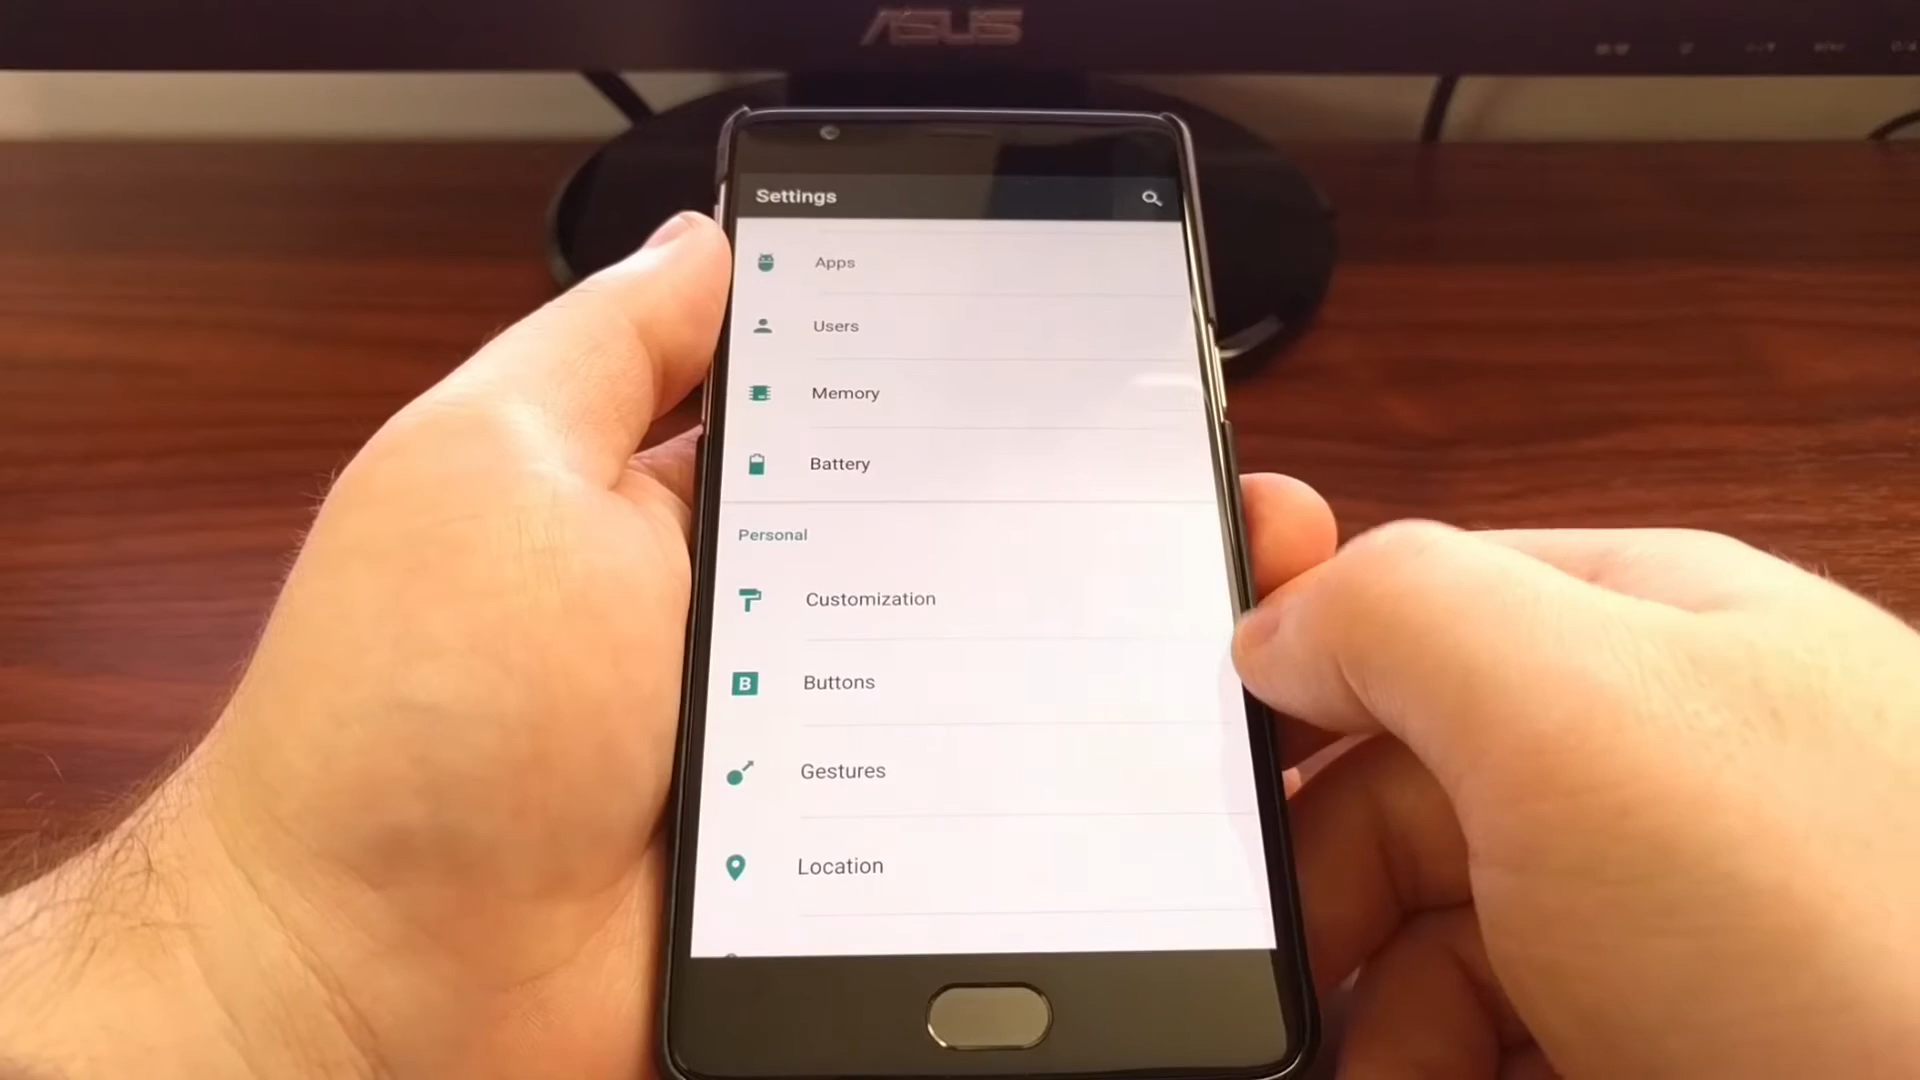 ASUS
Settings
Apps
Users
Memory
Battery
Personal
Customization
B Buttons
Gestures
Location